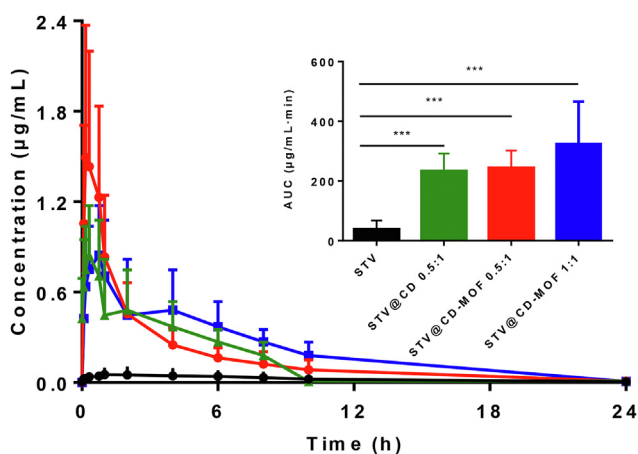 2.4
1.8
1.2
0.6
0.0
Concentration (μg/mL)
0
6
12
18
24
Time (h)
600
400
200
0
AUC (μg/mL·min)
***
***
***
STV
STV@CD 0.5:1
STV@CD-MOF 0.5:1
STV@CD-MOF 1:1